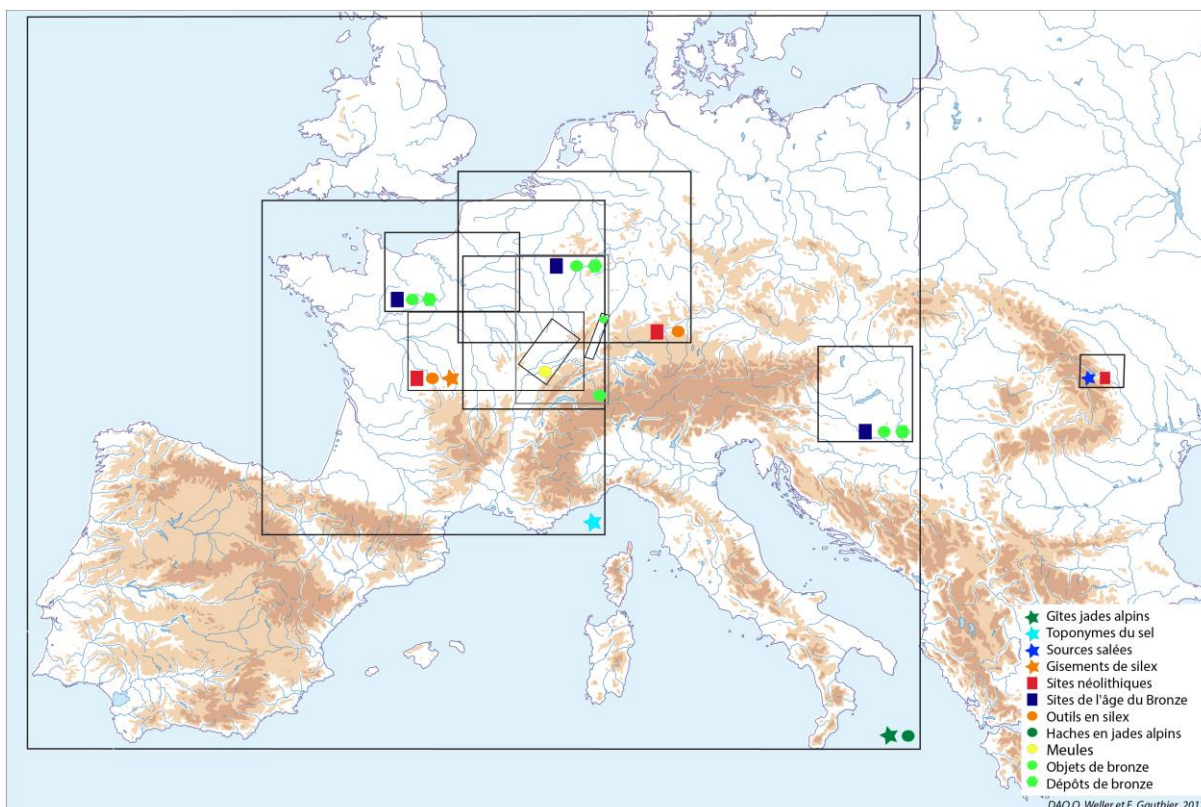 Gîtes jades alpins
Toponymes du sel
Sources salées
Gisements de silex
Sites néolithiques
Sites de l'âge du Bronze
Outils en silex
Haches en jades alpins
Meules
Objets de bronze
Dépôts de bronze
DAO O. Weller et E. Gauthier, 201